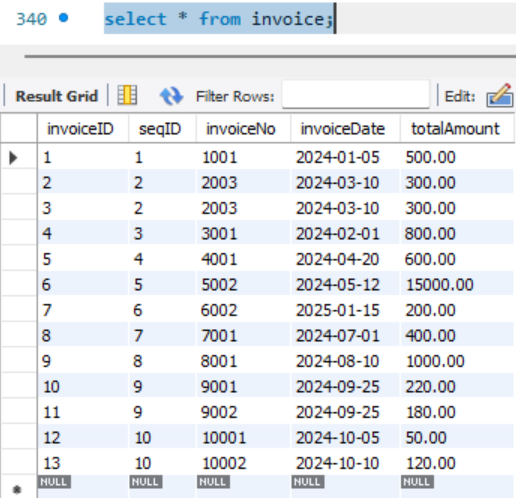 340 select * from invoice;
Result Grid Filter Rows: Edit:
invoiceID seqID invoiceNo invoiceDate totalAmount
1 1 1001 2024-01-05 500.00
2 2 2003 2024-03-10 300.00
3 2 2003 2024-03-10 300.00
4 3 3001 2024-02-01 800.00
5 4 4001 2024-04-20 600.00
6 5 5002 2024-05-12 15000.00
7 6 6002 2025-01-15 200.00
8 7 7001 2024-07-01 400.00
9 8 8001 2024-08-10 1000.00
10 9 9001 2024-09-25 220.00
11 9 9002 2024-09-25 180.00
12 10 10001 2024-10-05 50.00
13 10 10002 2024-10-10 120.00
NULL NULL NULL NULL NULL